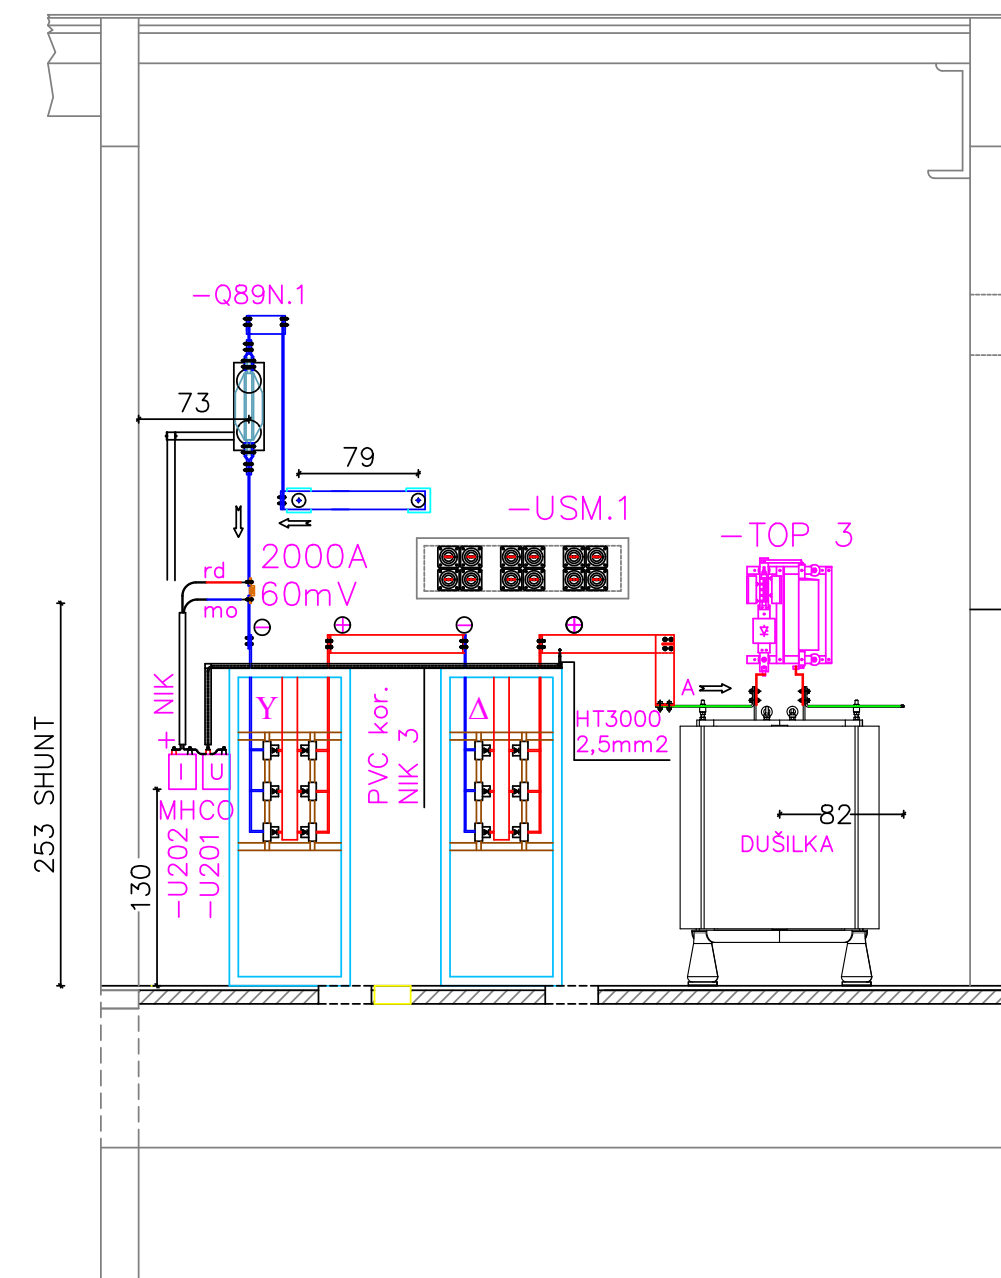 -Q89N.1
73
79
-USM.1
-TOP 3
2000A
60mV
rd
mo
A
Y
Δ
HT3000
2,5mm2
+ NIK
PVC kor.
NIK 3
I
U
MHCO
-U202
-U201
253 SHUNT
130
82
DUŠILKA